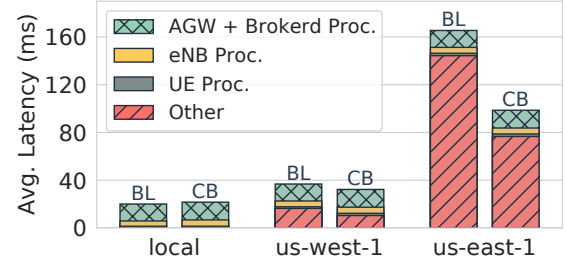 Avg. Latency (ms)
160
120
80
40
0
AGW + Brokerd Proc.
eNB Proc.
UE Proc.
Other
BL
CB
BL
CB
BL
CB
local
us-west-1
us-east-1